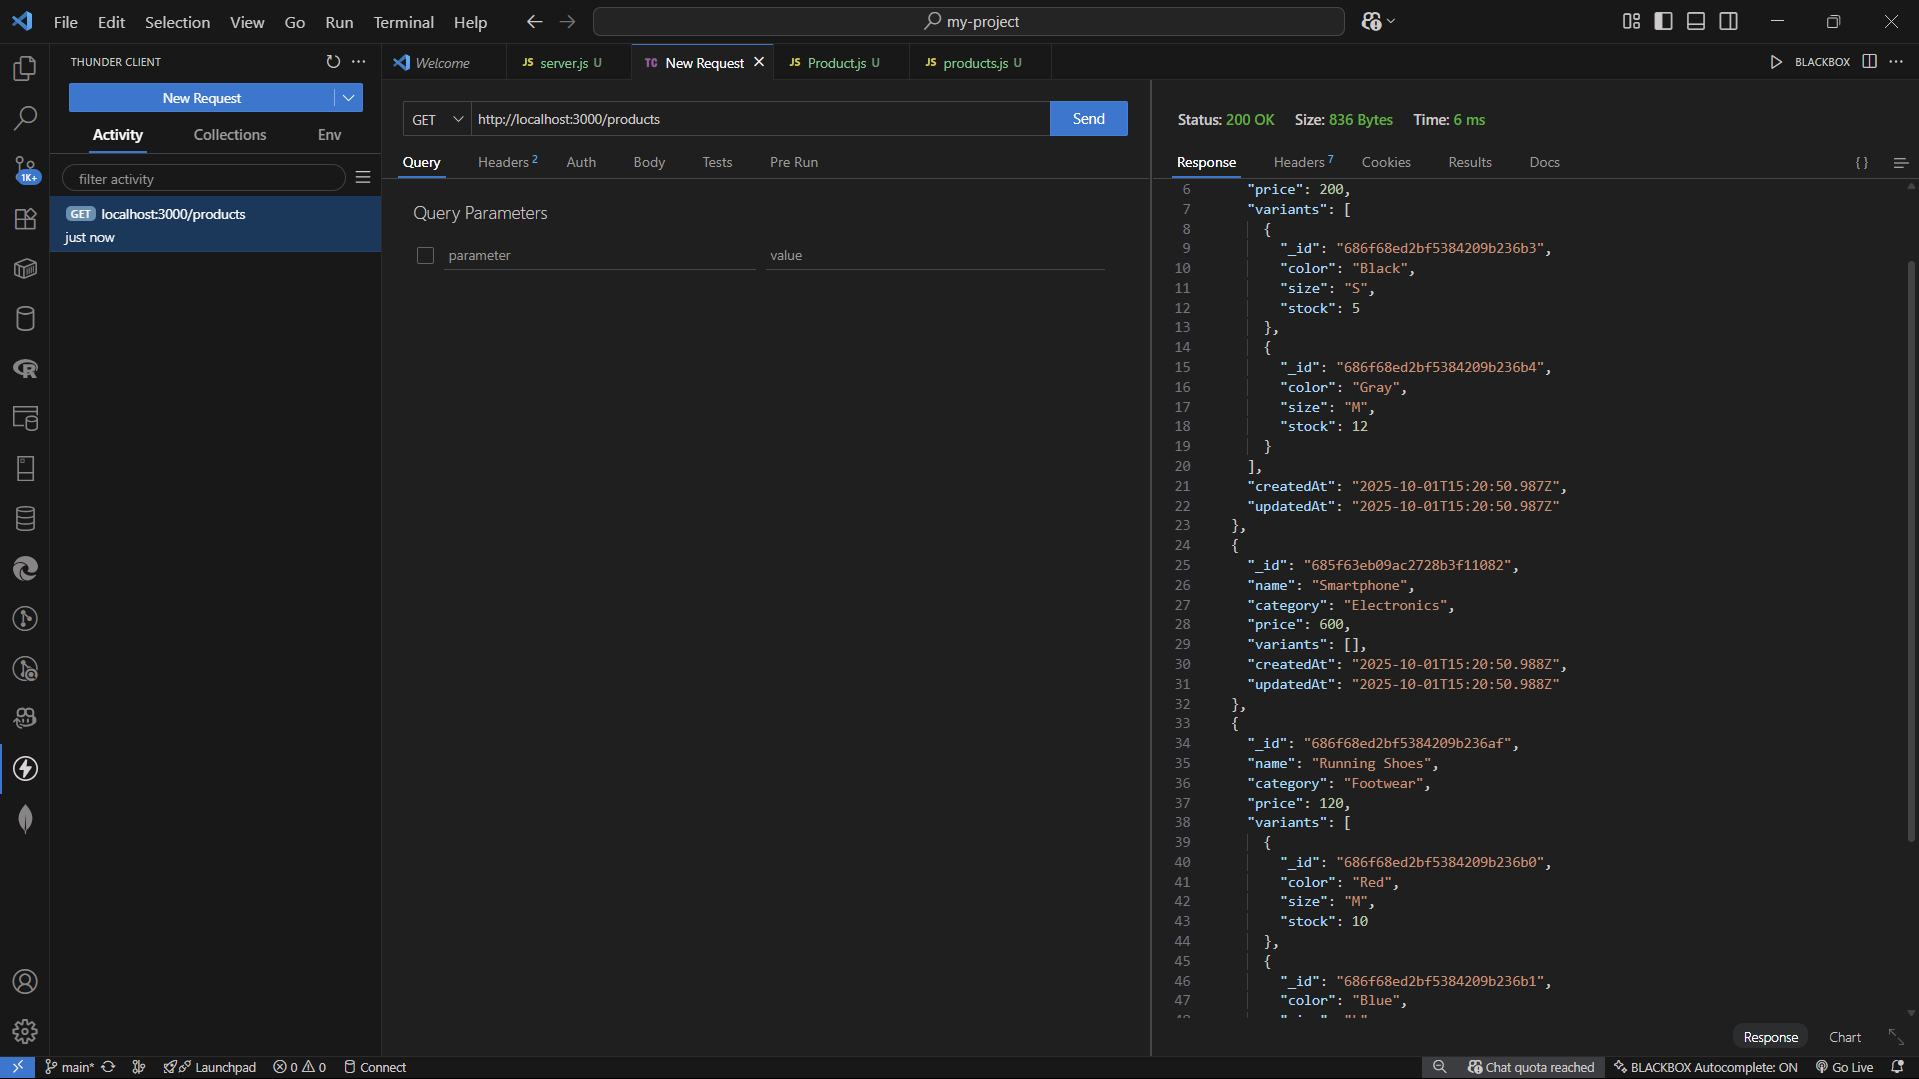 File Edit Selection View Go Run Terminal Help
my-project
THUNDER CLIENT
New Request
Activity Collections Env
filter activity
GET localhost:3000/products
just now
1K+
Welcome
JS server.js U
TC New Request
JS Product.js U
JS products.js U
BLACKBOX
GET http://localhost:3000/products Send
Query Headers 2 Auth Body Tests Pre Run
Query Parameters
parameter value
Status: 200 OK Size: 836 Bytes Time: 6 ms
Response Headers 7 Cookies Results Docs { }
6 "price": 200,
7 "variants": [
8 {
9 "_id": "686f68ed2bf5384209b236b3",
10 "color": "Black",
11 "size": "S",
12 "stock": 5
13 },
14 {
15 "_id": "686f68ed2bf5384209b236b4",
16 "color": "Gray",
17 "size": "M",
18 "stock": 12
19 }
20 ],
21 "createdAt": "2025-10-01T15:20:50.987Z",
22 "updatedAt": "2025-10-01T15:20:50.987Z"
23 },
24 {
25 "_id": "685f63eb09ac2728b3f11082",
26 "name": "Smartphone",
27 "category": "Electronics",
28 "price": 600,
29 "variants": [],
30 "createdAt": "2025-10-01T15:20:50.988Z",
31 "updatedAt": "2025-10-01T15:20:50.988Z"
32 },
33 {
34 "_id": "686f68ed2bf5384209b236af",
35 "name": "Running Shoes",
36 "category": "Footwear",
37 "price": 120,
38 "variants": [
39 {
40 "_id": "686f68ed2bf5384209b236b0",
41 "color": "Red",
42 "size": "M",
43 "stock": 10
44 },
45 {
46 "_id": "686f68ed2bf5384209b236b1",
47 "color": "Blue",
Response Chart
main* Launchpad 0 0 Connect
Chat quota reached BLACKBOX Autocomplete: ON Go Live